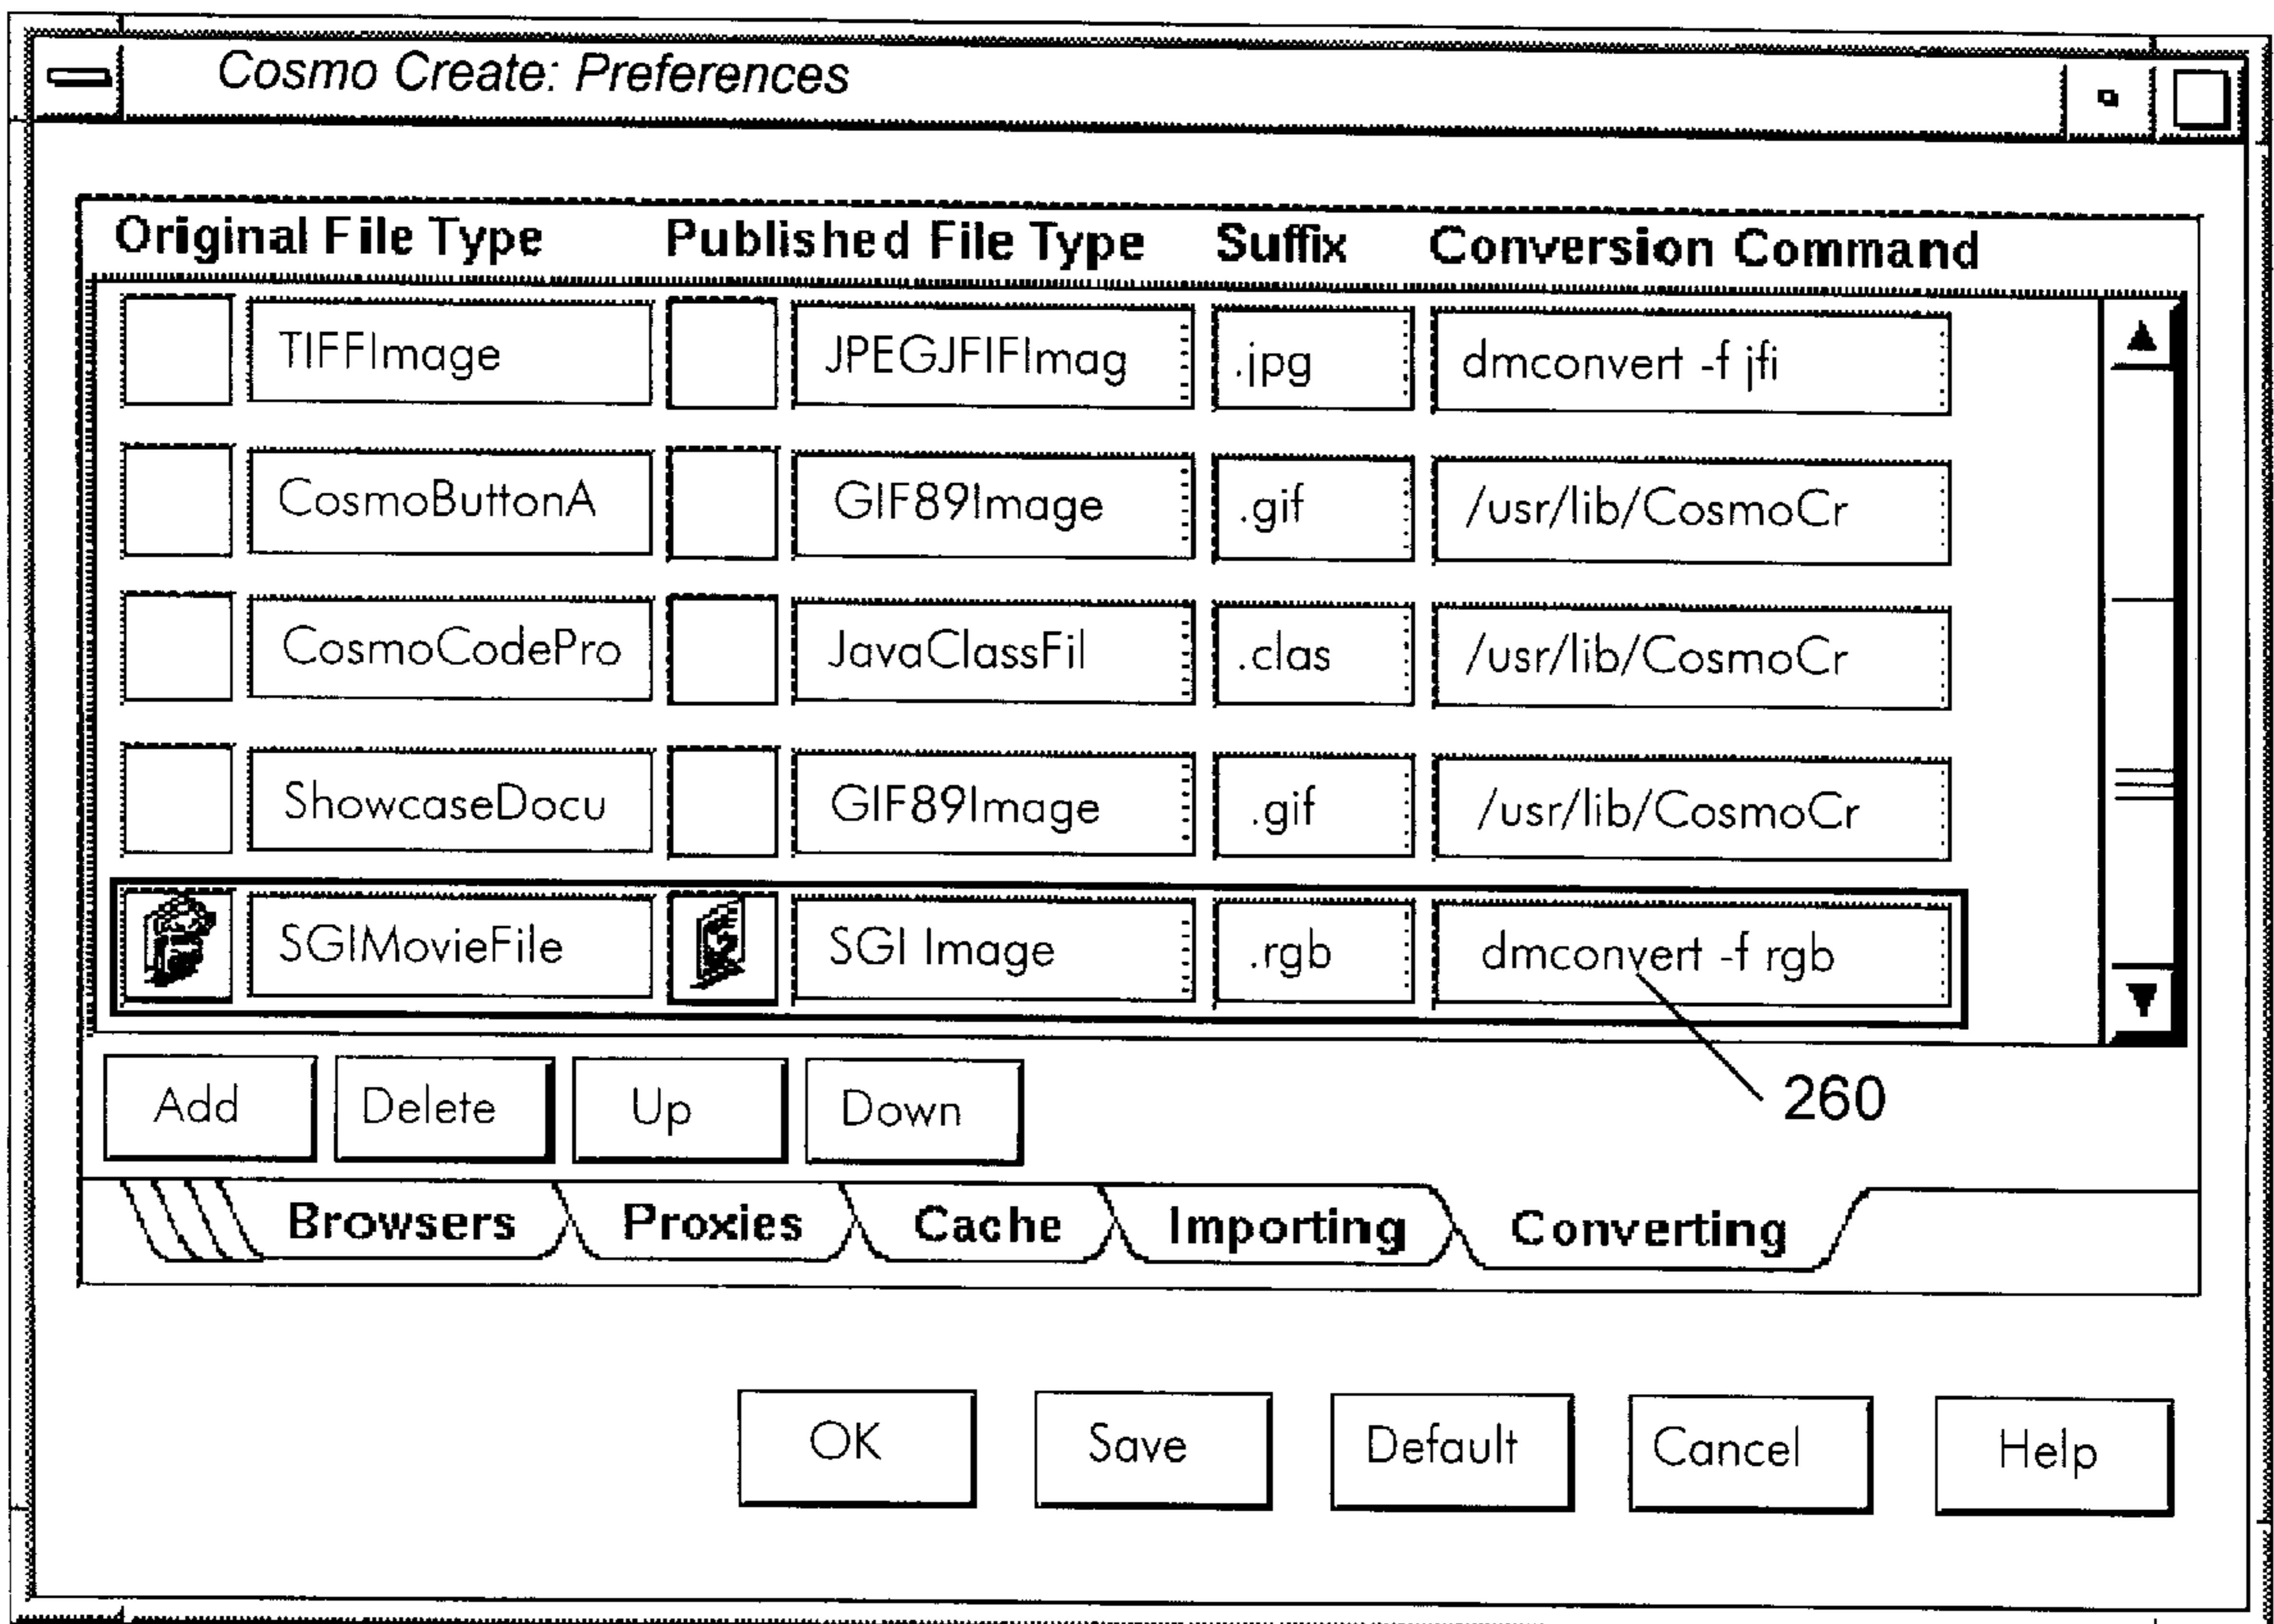 Cosmo Create: Preferences
Original File Type Published File Type Suffix Conversion Command
TIFFImage JPEGJFIFImag .jpg dmconvert -f jfi
CosmoButtonA GIF89Image .gif /usr/lib/CosmoCr
CosmoCodePro JavaClassFil .clas /usr/lib/CosmoCr
ShowcaseDocu GIF89Image .gif /usr/lib/CosmoCr
SGIMovieFile SGI Image .rgb dmconvert -f rgb
260
Add Delete Up Down
Browsers Proxies Cache Importing Converting
OK Save Default Cancel Help